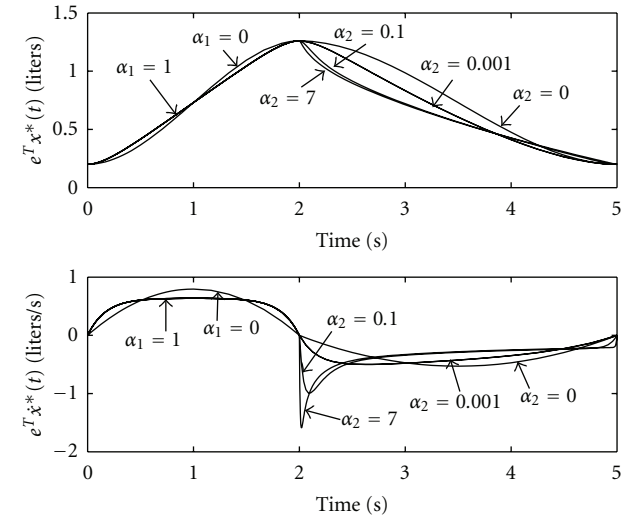 1.5
1
0.5
0
e^T x*(t) (liters)
α₁ = 0
α₁ = 1
α₂ = 0.1
α₂ = 0.001
α₂ = 7
α₂ = 0
0 1 2 3 4 5
Time (s)
1
0
−1
−2
e^T ẋ*(t) (liters/s)
α₂ = 0.1
α₁ = 0
α₁ = 1
α₂ = 0
α₂ = 0.001
α₂ = 7
0 1 2 3 4 5
Time (s)